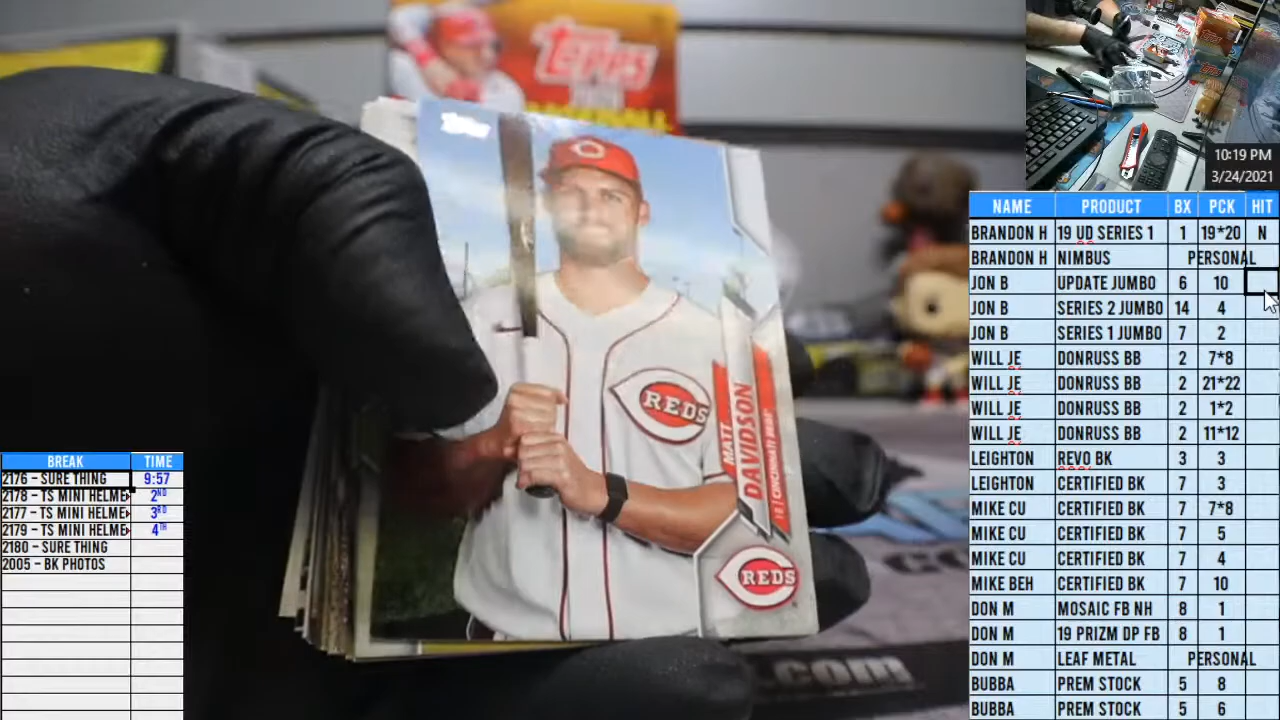 Topps
Topps
REDS
MATT
DAVIDSON
1B | CINCINNATI REDS
REDS
.com
10:19 PM
3/24/2021
NAME PRODUCT BX PCK HIT
BRANDON H 19 UD SERIES 1 1 19*20 N
BRANDON H NIMBUS PERSONAL
JON B UPDATE JUMBO 6 10
JON B SERIES 2 JUMBO 14 4
JON B SERIES 1 JUMBO 7 2
WILL JE DONRUSS BB 2 7*8
WILL JE DONRUSS BB 2 21*22
WILL JE DONRUSS BB 2 1*2
WILL JE DONRUSS BB 2 11*12
LEIGHTON REVO BK 3 3
LEIGHTON CERTIFIED BK 7 3
MIKE CU CERTIFIED BK 7 7*8
MIKE CU CERTIFIED BK 7 5
MIKE CU CERTIFIED BK 7 4
MIKE BEH CERTIFIED BK 7 10
DON M MOSAIC FB NH 8 1
DON M 19 PRIZM DP FB 8 1
DON M LEAF METAL PERSONAL
BUBBA PREM STOCK 5 8
BUBBA PREM STOCK 5 6
BREAK TIME
2176 - SURE THING 9:57
2178 - TS MINI HELME 2ND
2177 - TS MINI HELME 3RD
2179 - TS MINI HELME 4TH
2180 - SURE THING
2005 - BK PHOTOS